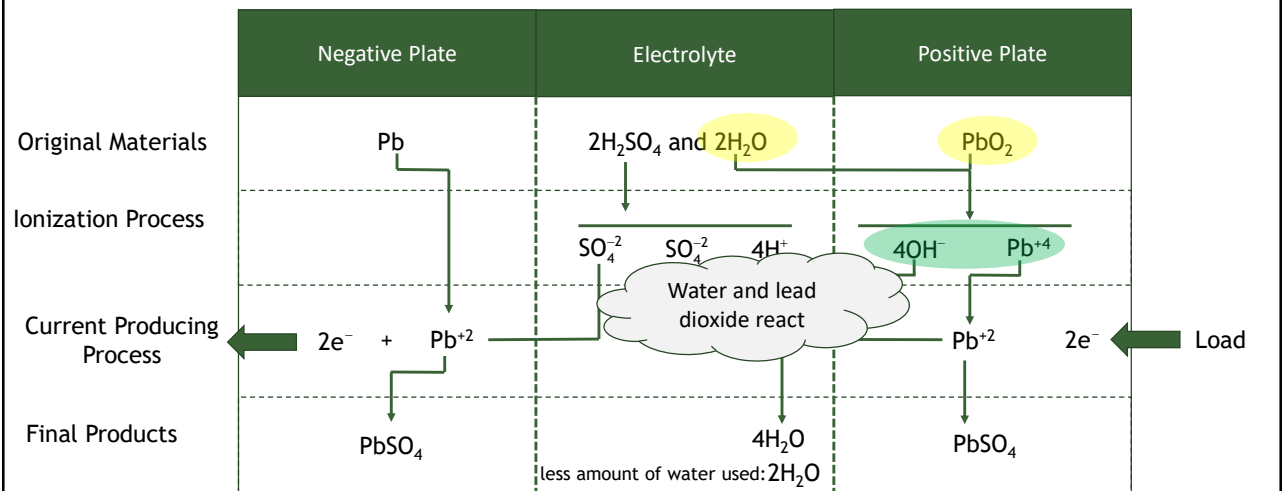 Negative Plate Electrolyte Positive Plate
Original Materials Pb 2H₂SO₄ and 2H₂O PbO₂
Ionization Process
SO₄⁻² SO₄⁻² 4H⁺ 4OH⁻ Pb⁺⁴
Water and lead
dioxide react
Current Producing
Process
2e⁻ + Pb⁺² Pb⁺² 2e⁻ Load
Final Products PbSO₄ 4H₂O PbSO₄
less amount of water used: 2H₂O